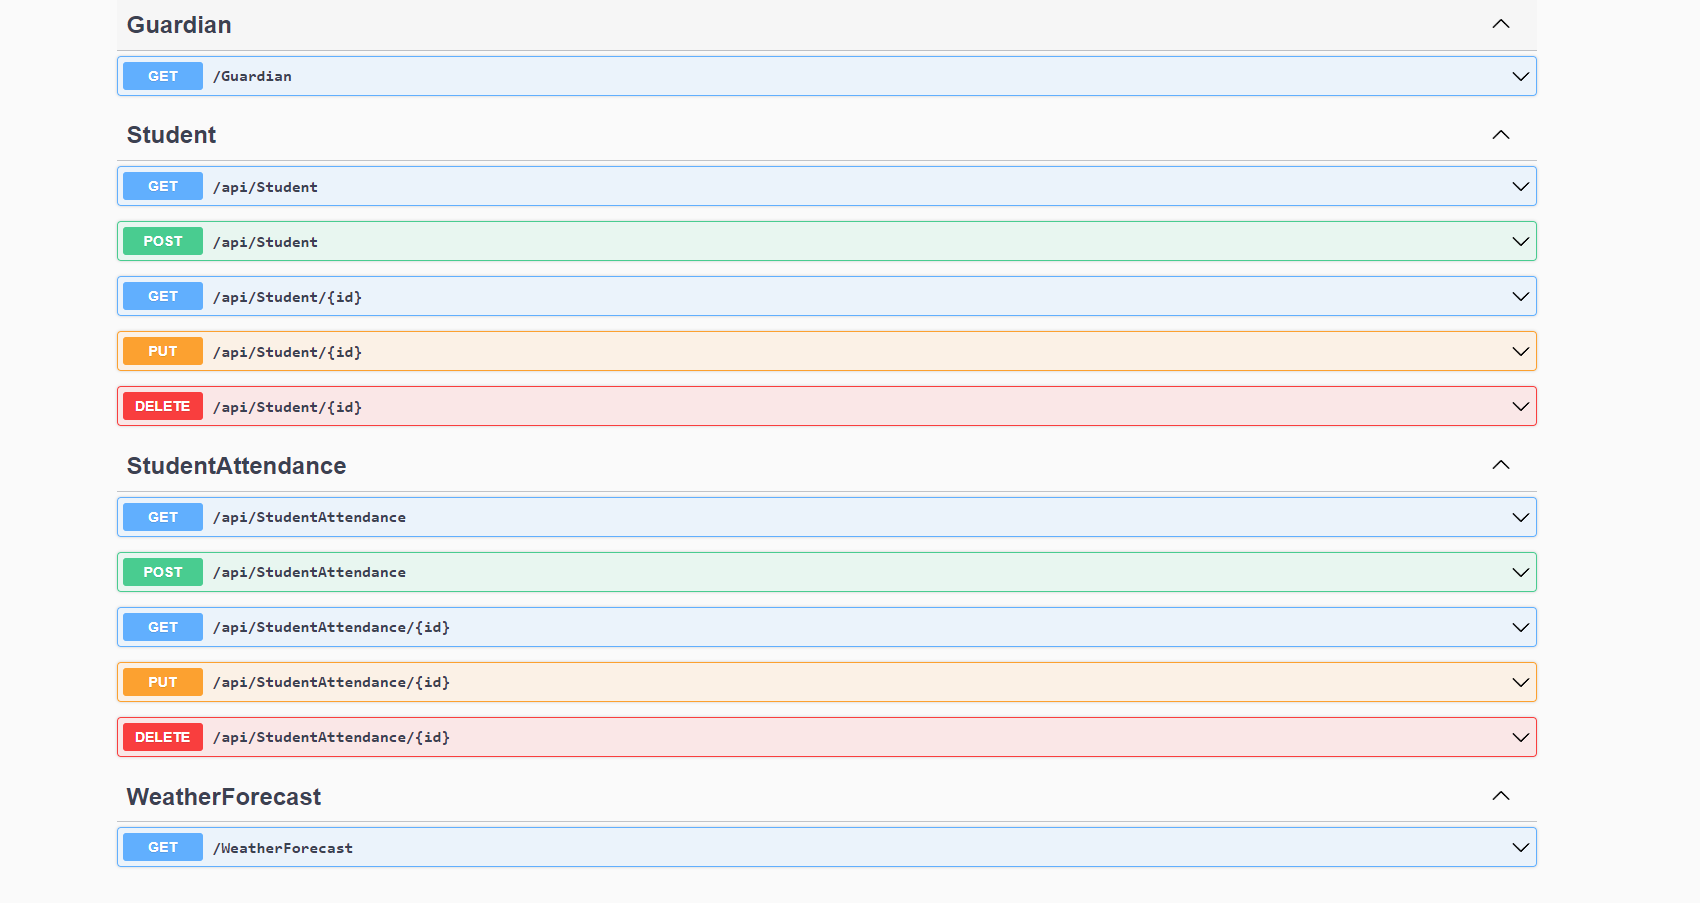 Guardian
GET /Guardian
Student
GET /api/Student
POST /api/Student
GET /api/Student/{id}
PUT /api/Student/{id}
DELETE /api/Student/{id}
StudentAttendance
GET /api/StudentAttendance
POST /api/StudentAttendance
GET /api/StudentAttendance/{id}
PUT /api/StudentAttendance/{id}
DELETE /api/StudentAttendance/{id}
WeatherForecast
GET /WeatherForecast